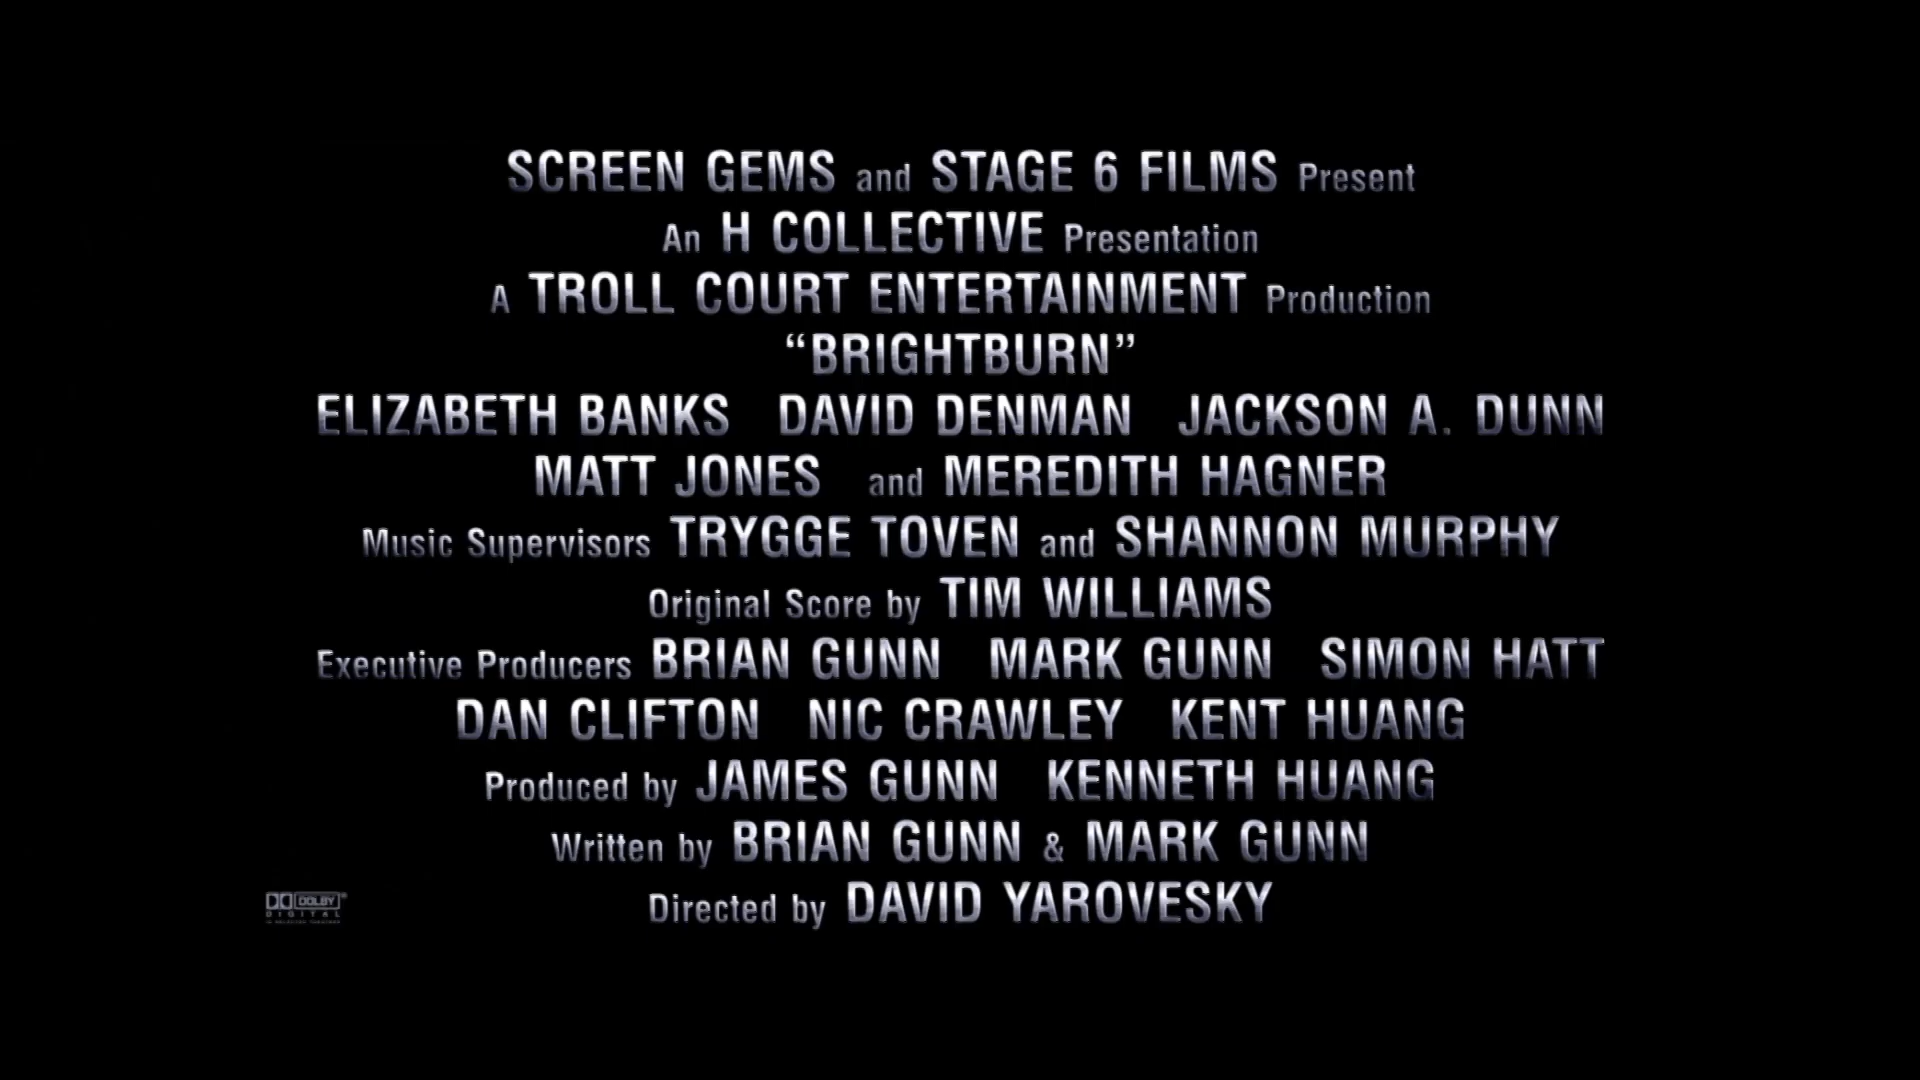 SCREEN GEMS and STAGE 6 FILMS Present
An H COLLECTIVE Presentation
A TROLL COURT ENTERTAINMENT Production
“BRIGHTBURN”
ELIZABETH BANKS DAVID DENMAN JACKSON A. DUNN
MATT JONES and MEREDITH HAGNER
Music Supervisors TRYGGE TOVEN and SHANNON MURPHY
Original Score by TIM WILLIAMS
Executive Producers BRIAN GUNN MARK GUNN SIMON HATT
DAN CLIFTON NIC CRAWLEY KENT HUANG
Produced by JAMES GUNN KENNETH HUANG
Written by BRIAN GUNN & MARK GUNN
Directed by DAVID YAROVESKY
DOLBY
DIGITAL